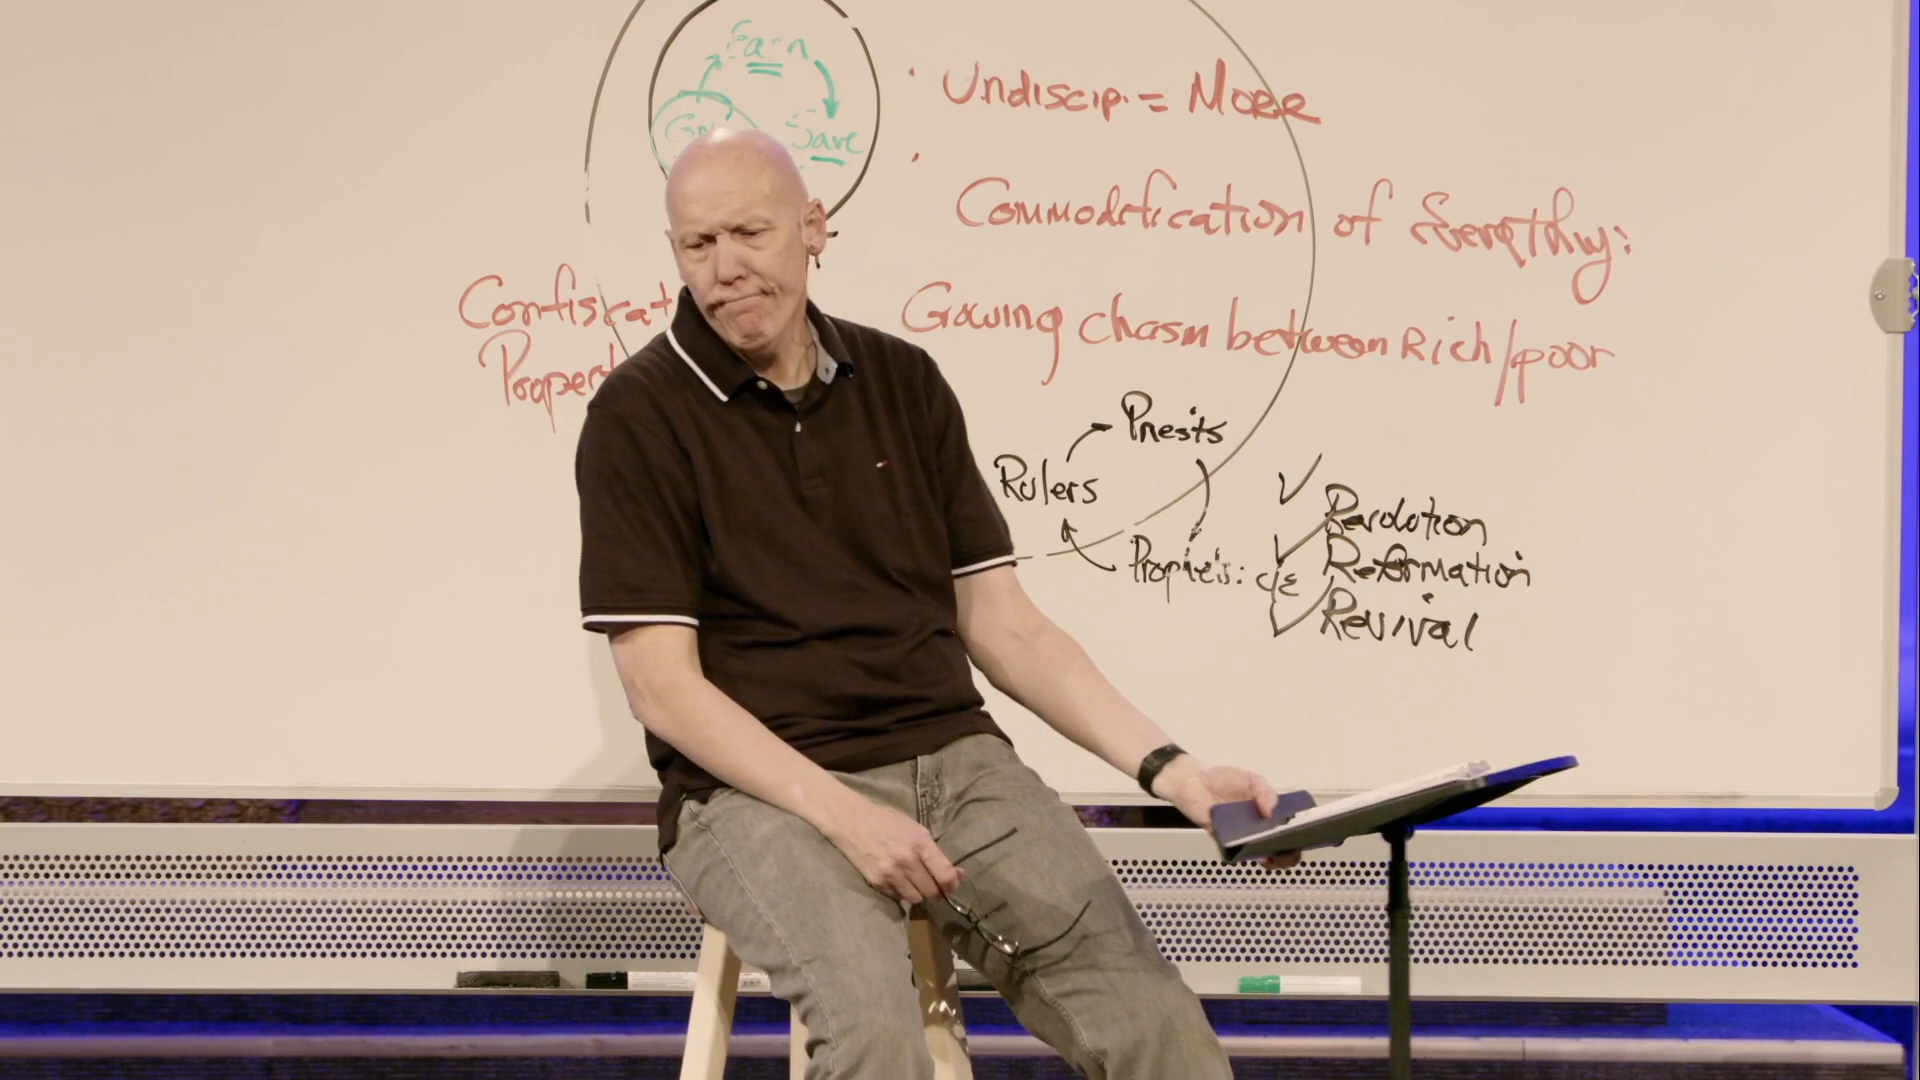 Earn
Save
Undiscip. = More
Commodification of Everythg:
Growing chasm between Rich/poor
Confiscat
Propert
Priests
Rulers
Prophets: c/e
Revolution
Reformation
Revival